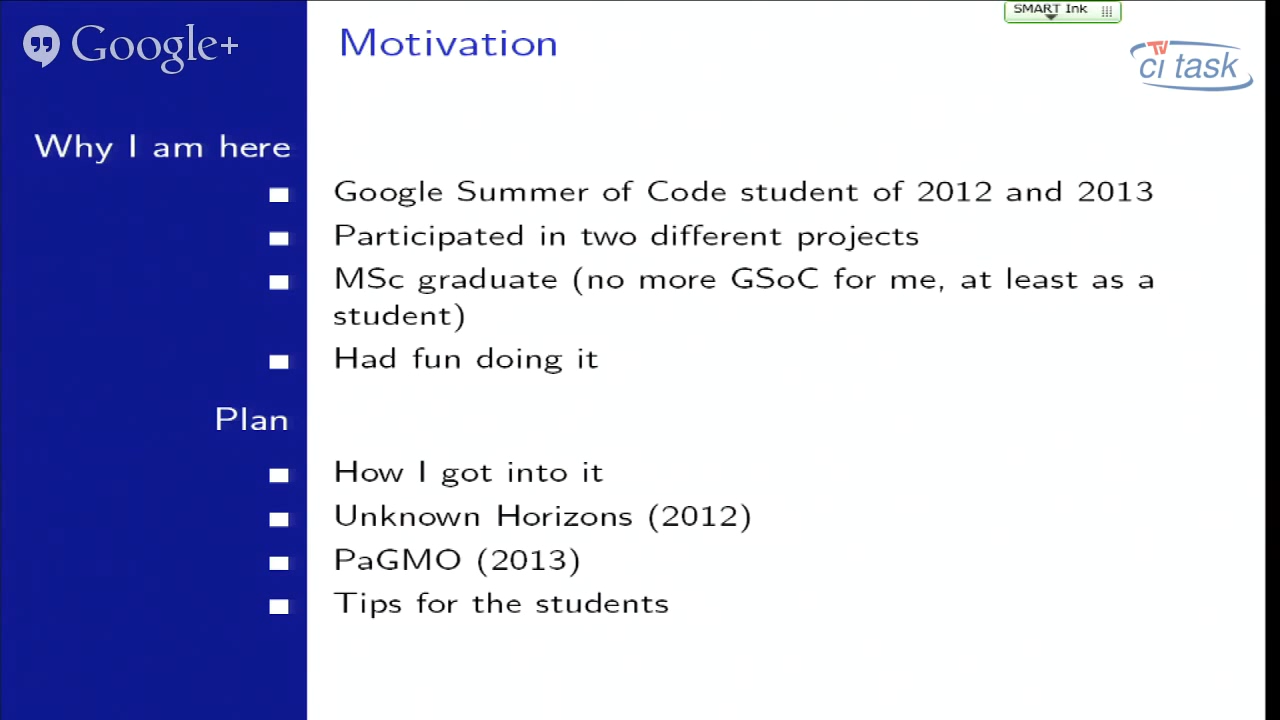 SMART Ink
Google+
Motivation
TV
ci task
Why I am here
Google Summer of Code student of 2012 and 2013
Participated in two different projects
MSc graduate (no more GSoC for me, at least as a
student)
Had fun doing it
Plan
How I got into it
Unknown Horizons (2012)
PaGMO (2013)
Tips for the students